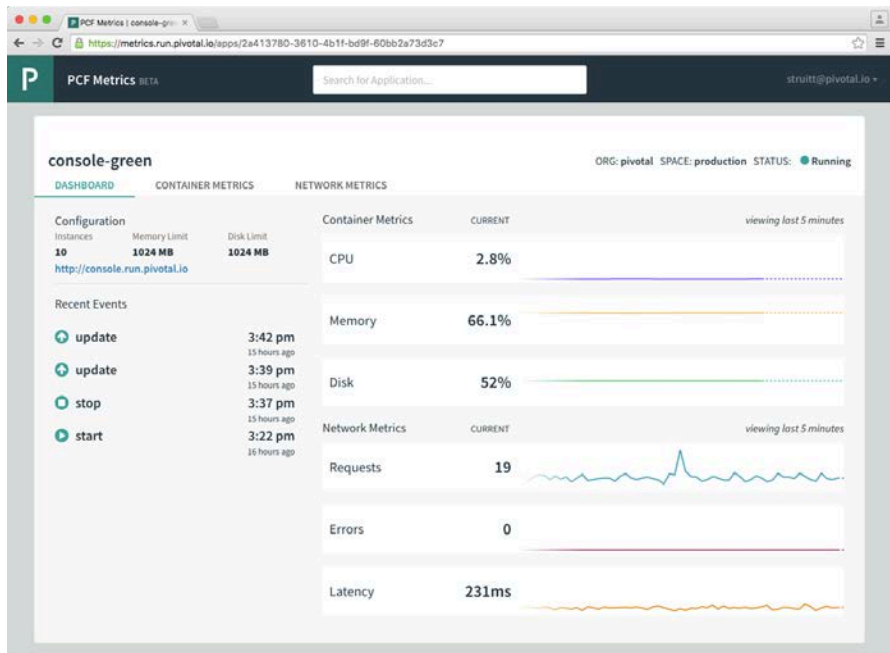 PCF Metrics | console-gre
https://metrics.run.pivotal.io/apps/2a413780-3610-4b1f-bd9f-60bb2a73d3c7
P PCF Metrics BETA Search for Application... struitt@pivotal.io
console-green
ORG: pivotal SPACE: production STATUS: Running
DASHBOARD CONTAINER METRICS NETWORK METRICS
Configuration
Instances Memory Limit Disk Limit
10 1024 MB 1024 MB
http://console.run.pivotal.io
Recent Events
update 3:42 pm
15 hours ago
update 3:39 pm
15 hours ago
stop 3:37 pm
15 hours ago
start 3:22 pm
16 hours ago
Container Metrics CURRENT viewing last 5 minutes
CPU 2.8%
Memory 66.1%
Disk 52%
Network Metrics CURRENT viewing last 5 minutes
Requests 19
Errors 0
Latency 231ms